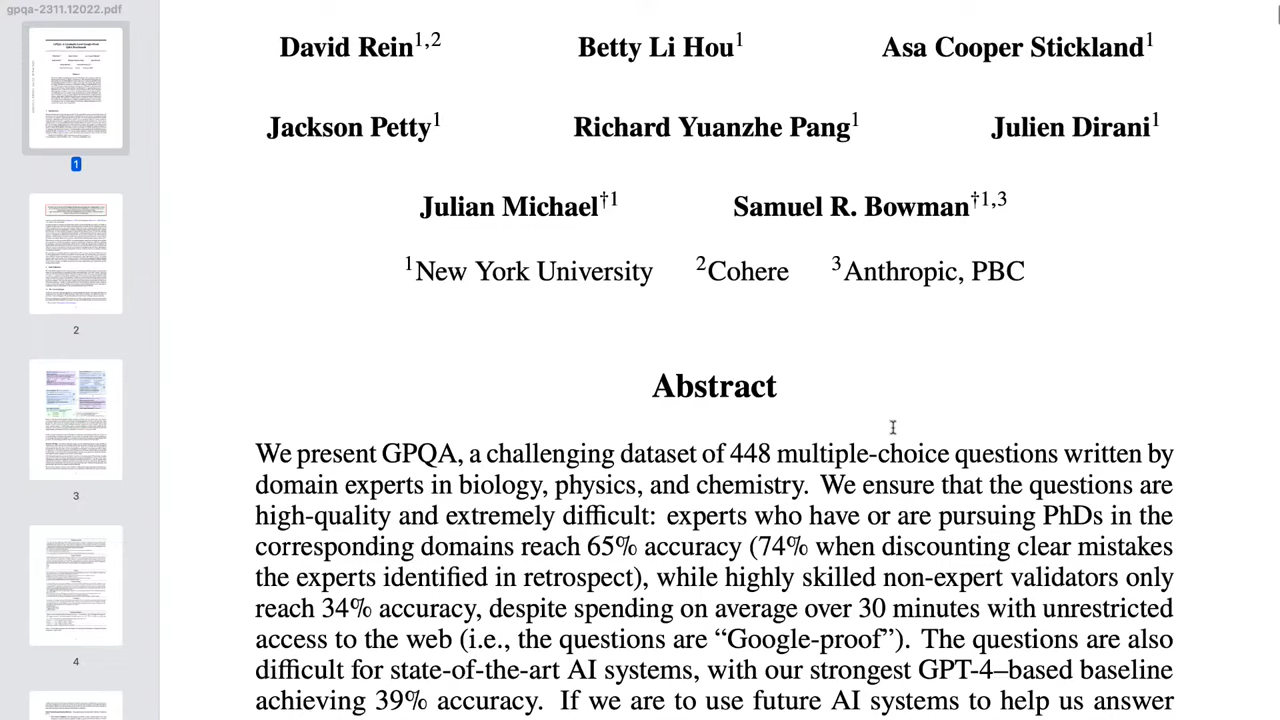 gpqa-2311.12022.pdf
David Rein1,2 Betty Li Hou1 Asa Cooper Stickland1
Jackson Petty1 Richard Yuanzhe Pang1 Julien Dirani1
Julian Michael†1 Samuel R. Bowman†1,3
1New York University 2Cohere 3Anthropic, PBC
Abstract
We present GPQA, a challenging dataset of 448 multiple-choice questions written by
domain experts in biology, physics, and chemistry. We ensure that the questions are
high-quality and extremely difficult: experts who have or are pursuing PhDs in the
corresponding domains reach 65% accuracy (74% when discounting clear mistakes
the experts identified in retrospect), while highly skilled non-expert validators only
reach 34% accuracy, despite spending on average over 30 minutes with unrestricted
access to the web (i.e., the questions are “Google-proof”). The questions are also
difficult for state-of-the-art AI systems, with our strongest GPT-4–based baseline
achieving 39% accuracy. If we are to use future AI systems to help us answer
1
2
3
4